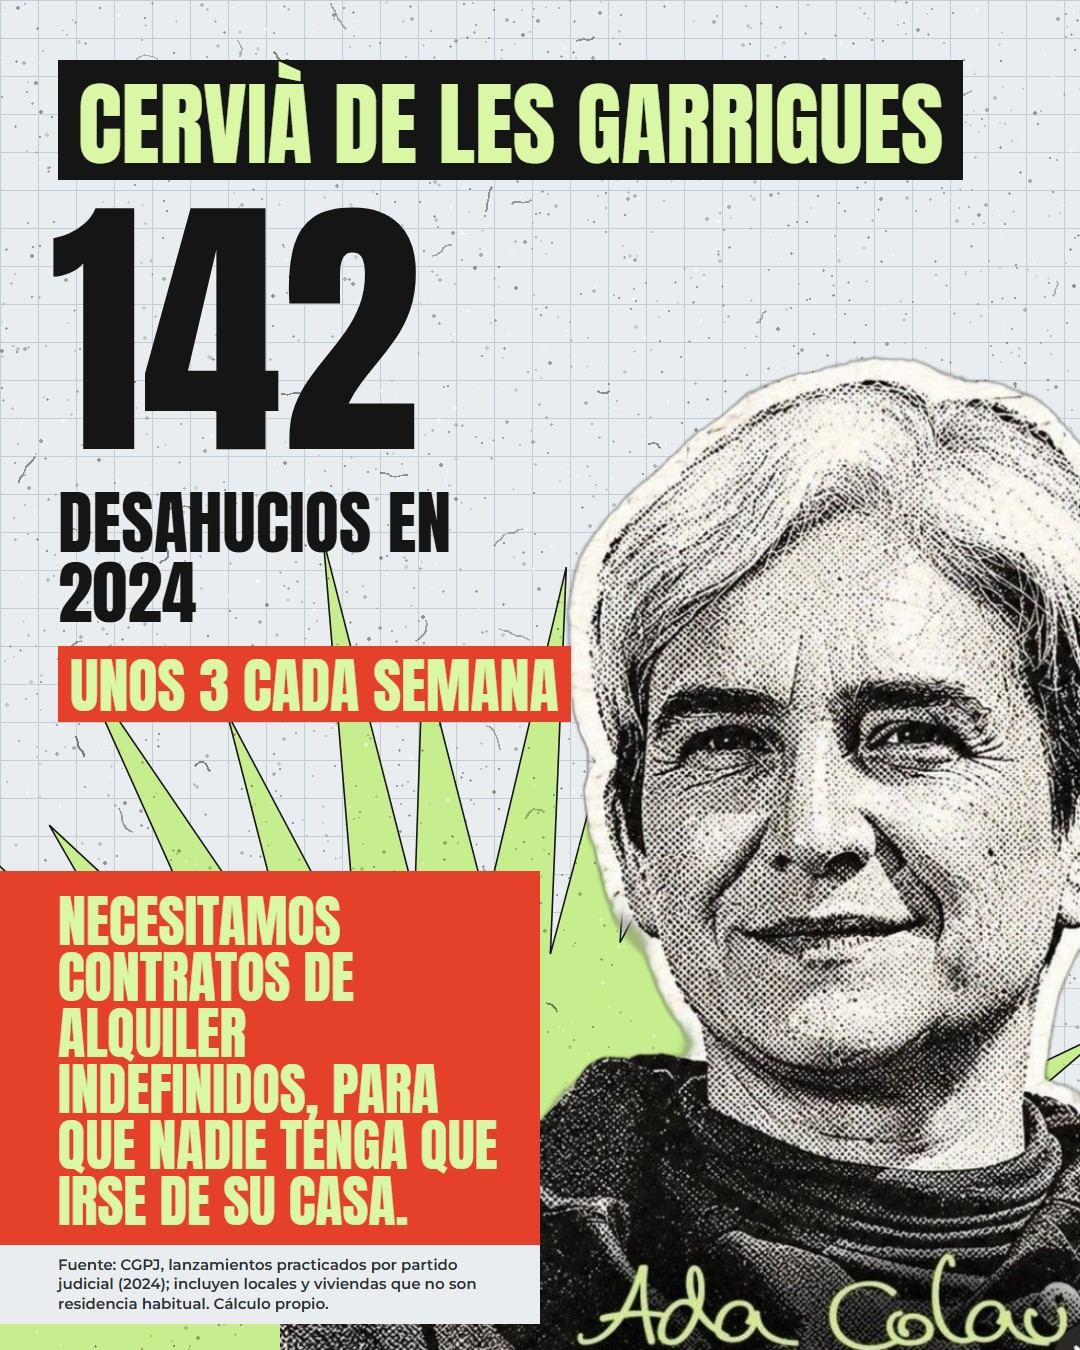 CERVIÀ DE LES GARRIGUES
142
DESAHUCIOS EN
2024
UNOS 3 CADA SEMANA
NECESITAMOS
CONTRATOS DE
ALQUILER
INDEFINIDOS, PARA
QUE NADIE TENGA QUE
IRSE DE SU CASA.
Fuente: CGPJ, lanzamientos practicados por partido
judicial (2024); incluyen locales y viviendas que no son
residencia habitual. Cálculo propio.
Ada Colau